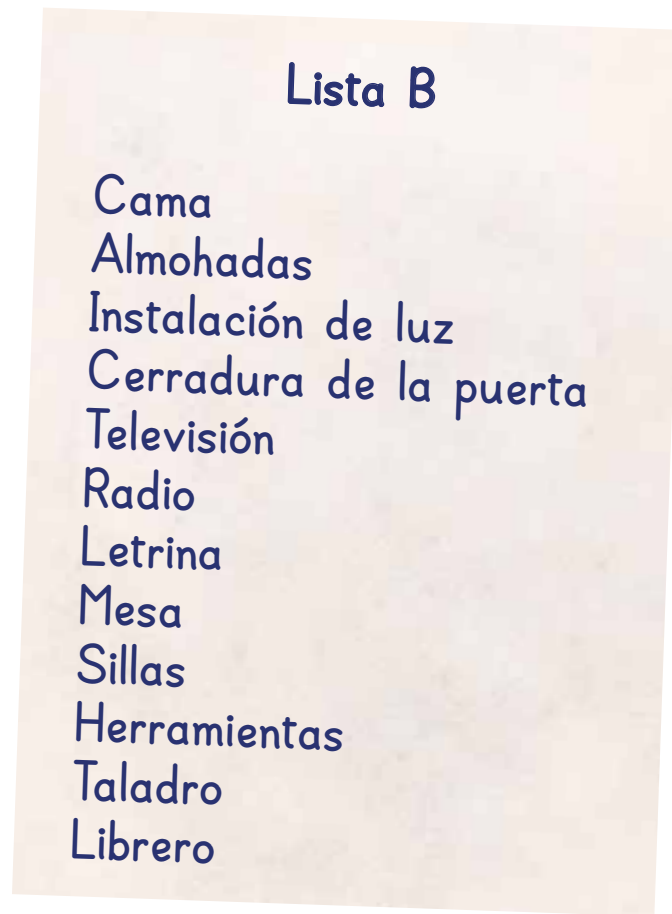 Lista B
Cama
Almohadas
Instalación de luz
Cerradura de la puerta
Televisión
Radio
Letrina
Mesa
Sillas
Herramientas
Taladro
Librero